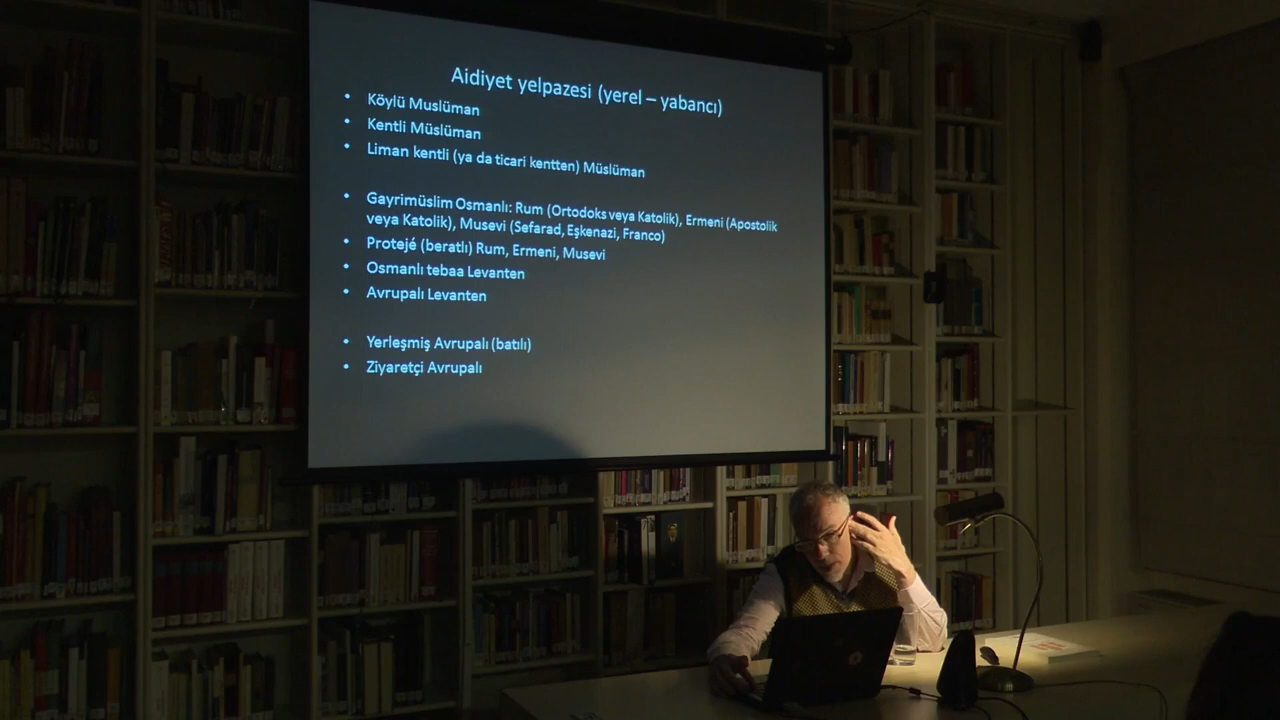 Aidiyet yelpazesi (yerel – yabancı)
• Köylü Muslüman
• Kentli Müslüman
• Liman kentli (ya da ticari kentten) Müslüman
• Gayrimüslim Osmanlı: Rum (Ortodoks veya Katolik), Ermeni (Apostolik
veya Katolik), Musevi (Sefarad, Eşkenazi, Franco)
• Protejé (beratlı) Rum, Ermeni, Musevi
• Osmanlı tebaa Levanten
• Avrupalı Levanten
• Yerleşmiş Avrupalı (batılı)
• Ziyaretçi Avrupalı